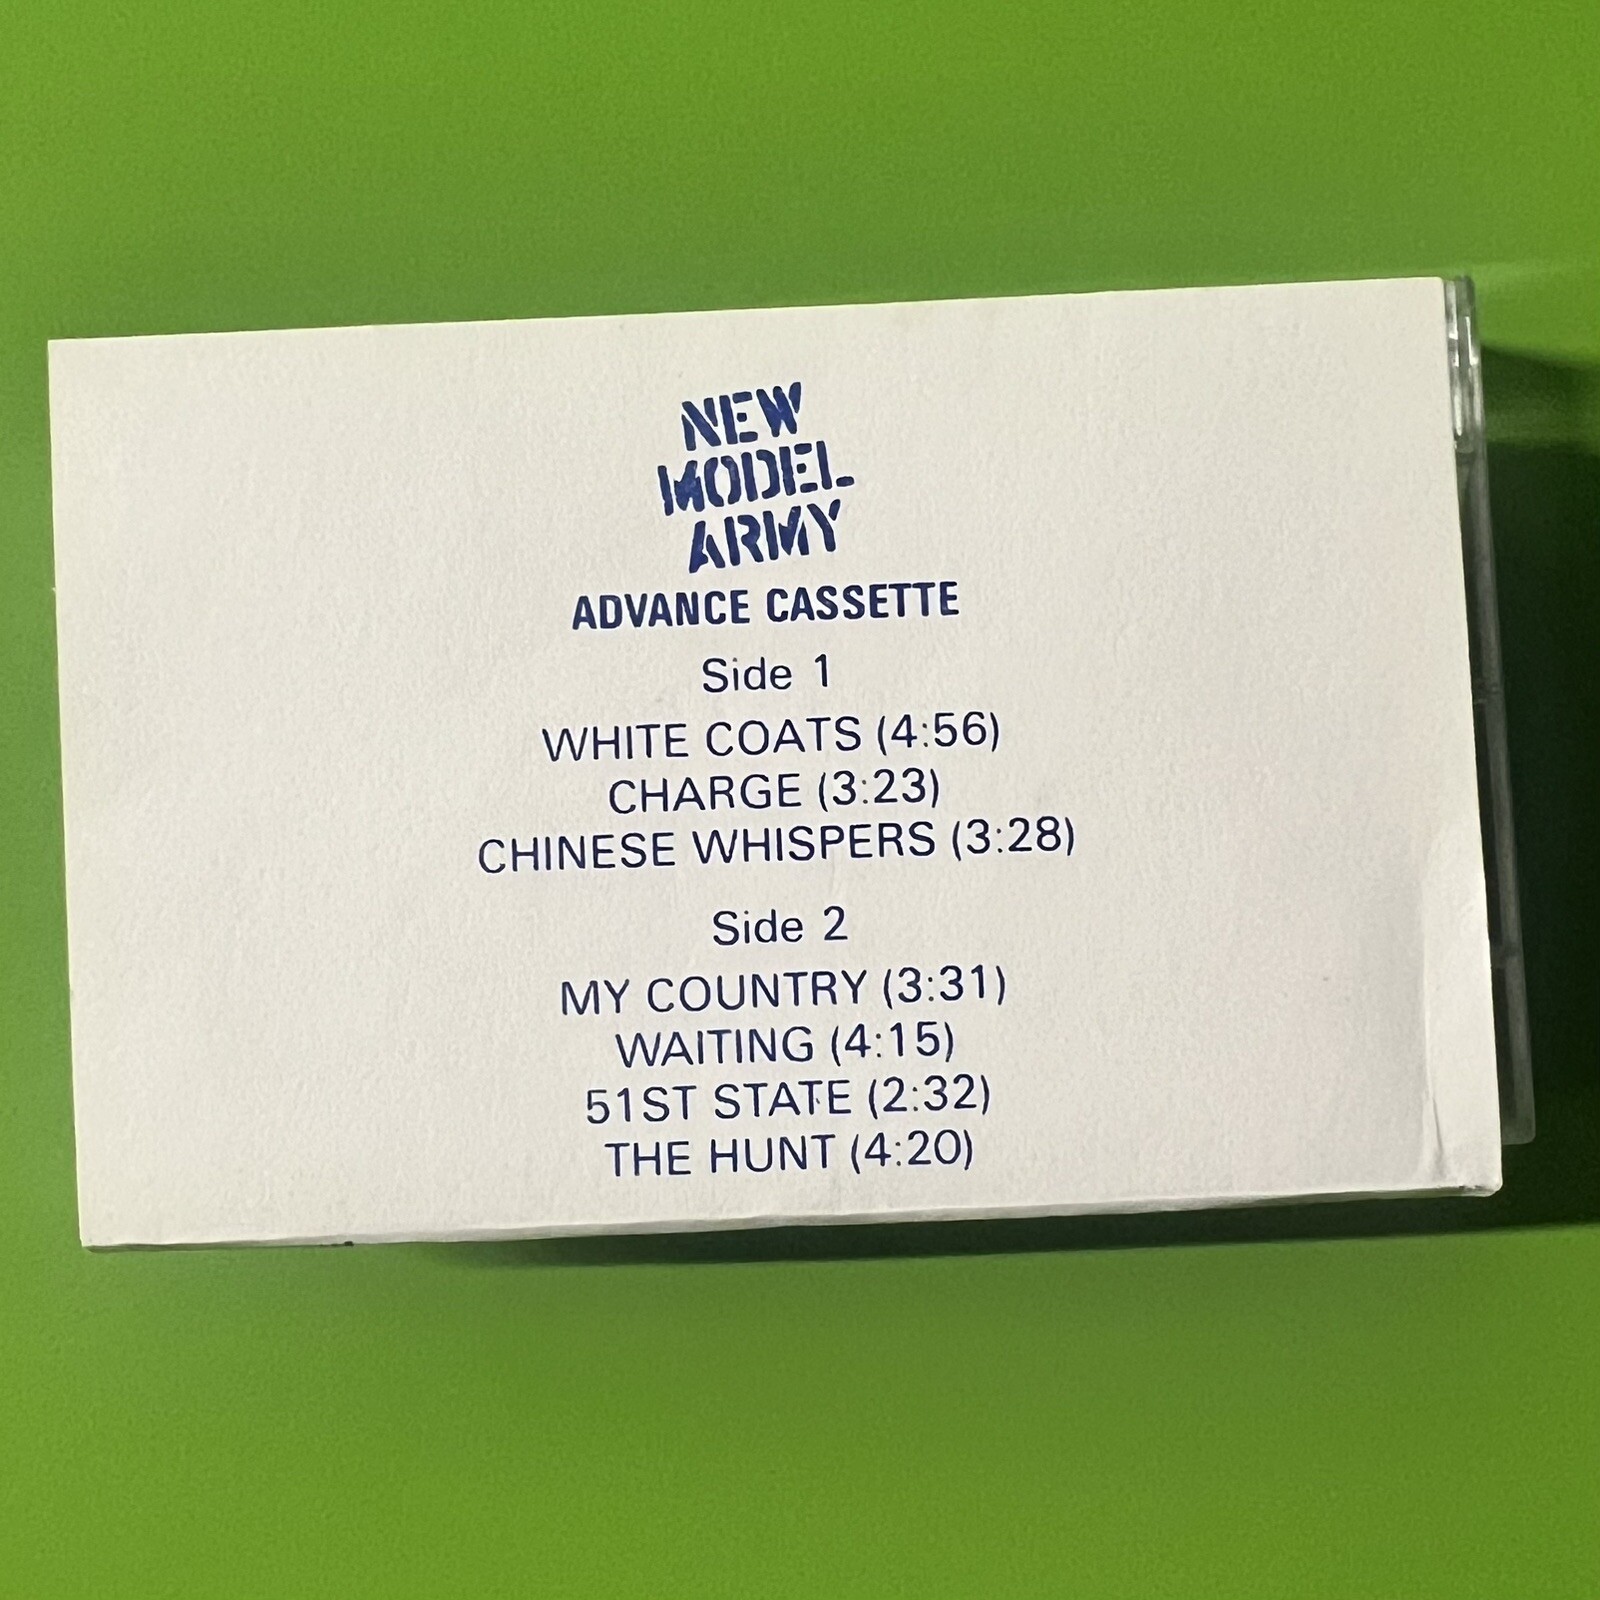 NEW
MODEL
ARMY
ADVANCE CASSETTE
Side 1
WHITE COATS (4:56)
CHARGE (3:23)
CHINESE WHISPERS (3:28)
Side 2
MY COUNTRY (3:31)
WAITING (4:15)
51ST STATE (2:32)
THE HUNT (4:20)